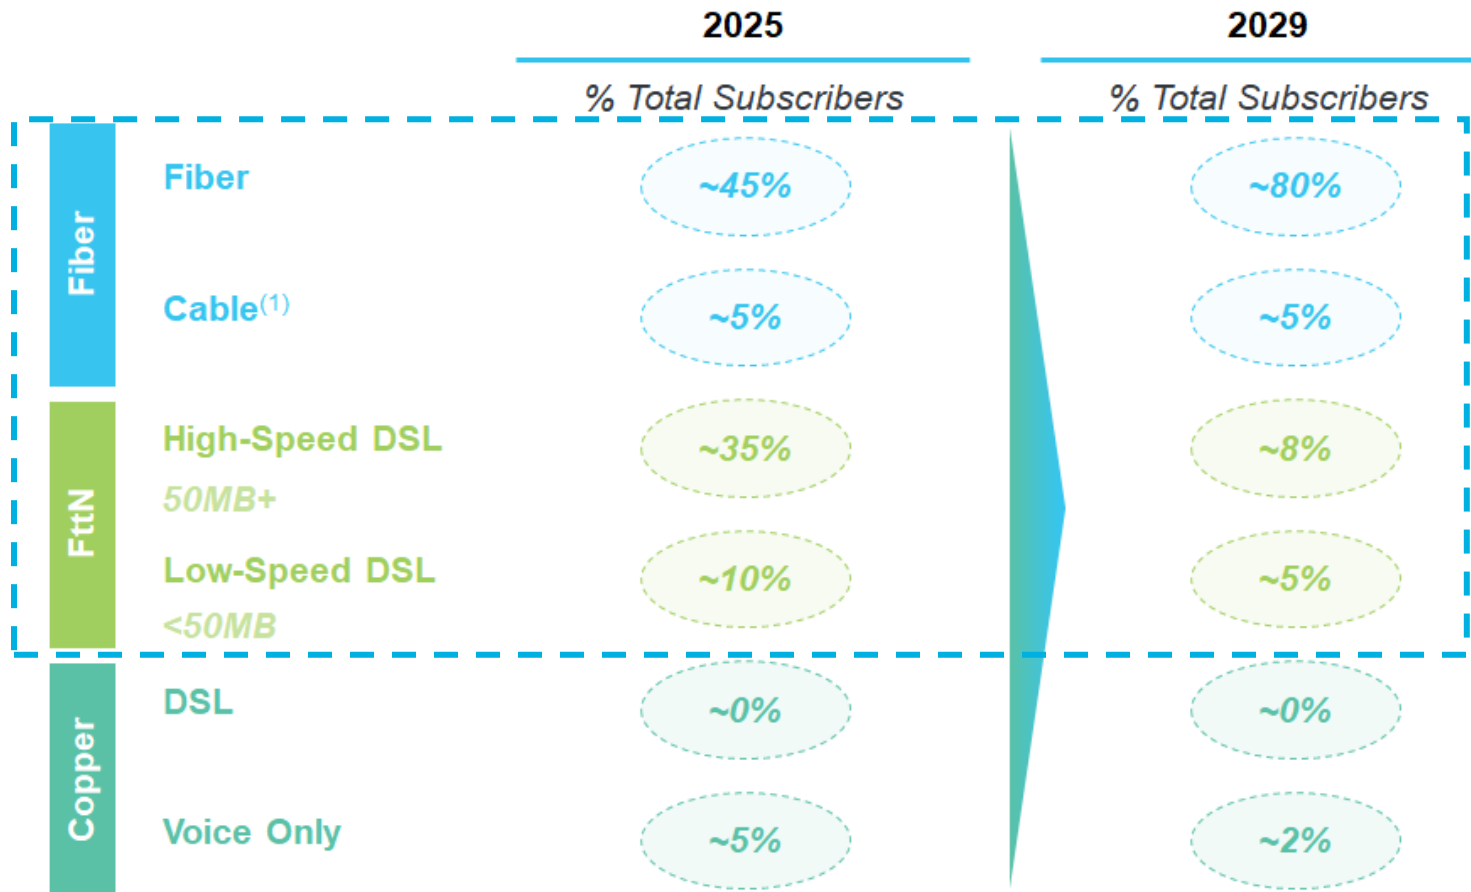 2025 2029
% Total Subscribers % Total Subscribers
Fiber
Fiber ~45% ~80%
Cable(1) ~5% ~5%
FttN
High-Speed DSL ~35% ~8%
50MB+
Low-Speed DSL ~10% ~5%
<50MB
Copper
DSL ~0% ~0%
Voice Only ~5% ~2%